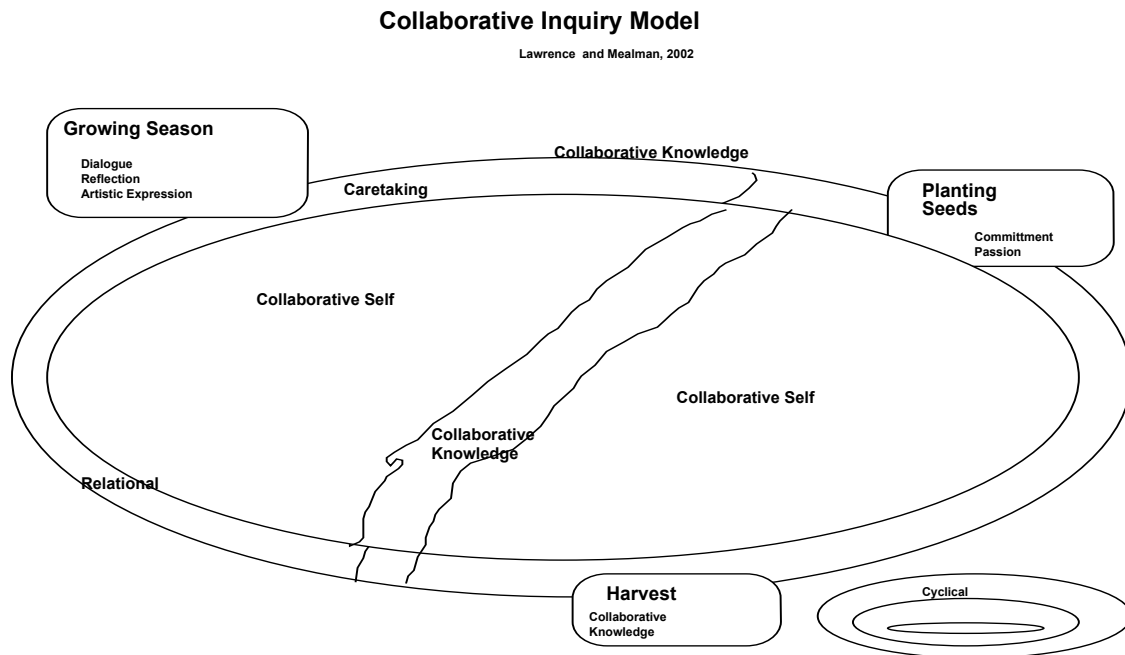 Collaborative Inquiry Model
Lawrence and Mealman, 2002
Growing Season
Dialogue
Reflection
Artistic Expression
Collaborative Knowledge
Caretaking
Planting
Seeds
Committment
Passion
Collaborative Self
Collaborative Self
Collaborative
Knowledge
Relational
Harvest
Collaborative
Knowledge
Cyclical